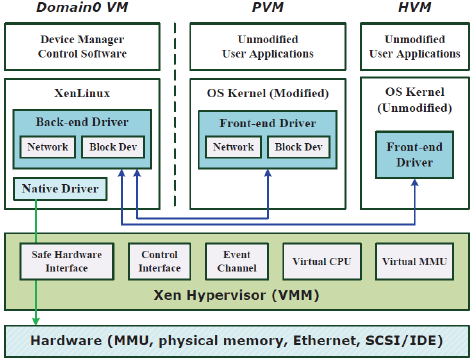 Domain0 VM
PVM
HVM
Device Manager
Control Software
Unmodified
User Applications
Unmodified
User Applications
XenLinux
Back-end Driver
Network
Block Dev
Native Driver
OS Kernel (Modified)
Front-end Driver
Network
Block Dev
OS Kernel
(Unmodified)
Front-end
Driver
Safe Hardware
Interface
Control
Interface
Event
Channel
Virtual CPU
Virtual MMU
Xen Hypervisor (VMM)
Hardware (MMU, physical memory, Ethernet, SCSI/IDE)